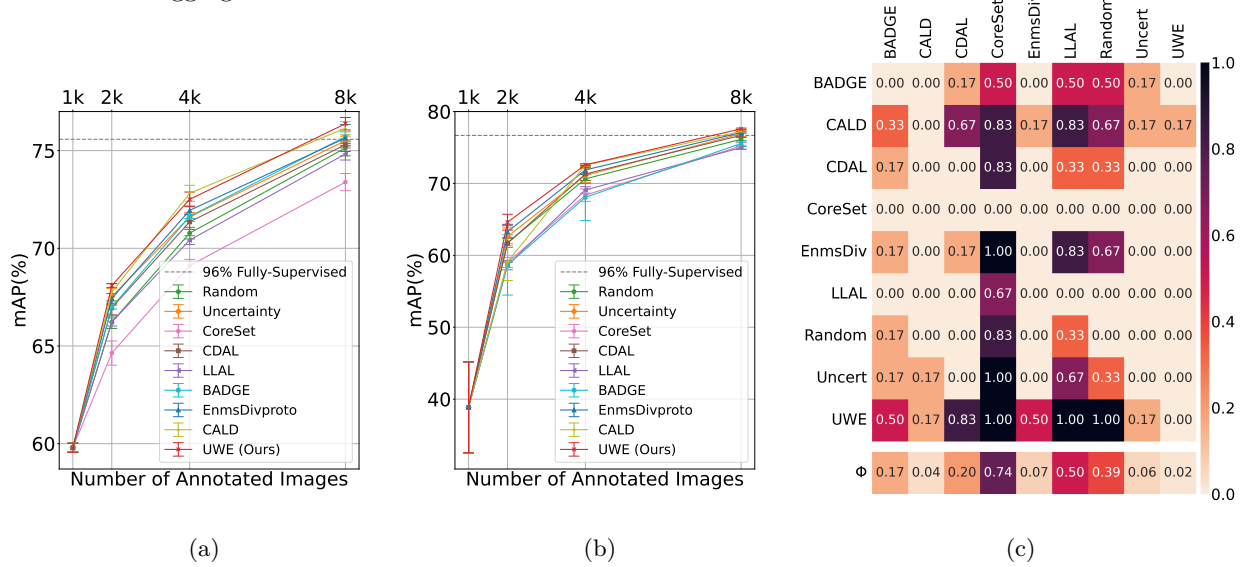 1k 2k 4k 8k
75
70
65
60
mAP(%)
96% Fully-Supervised
Random
Uncertainty
CoreSet
CDAL
LLAL
BADGE
EnmsDivproto
CALD
UWE (Ours)
Number of Annotated Images
(a)
1k 2k 4k 8k
80
70
60
50
40
mAP(%)
96% Fully-Supervised
Random
Uncertainty
CoreSet
CDAL
LLAL
BADGE
EnmsDivproto
CALD
UWE (Ours)
Number of Annotated Images
(b)
BADGE CALD CDAL CoreSet EnmsDi LLAL Random Uncert UWE
BADGE 0.00 0.00 0.17 0.50 0.00 0.50 0.50 0.17 0.00
CALD 0.33 0.00 0.67 0.83 0.17 0.83 0.67 0.17 0.17
CDAL 0.17 0.00 0.00 0.83 0.00 0.33 0.33 0.00 0.00
CoreSet 0.00 0.00 0.00 0.00 0.00 0.00 0.00 0.00 0.00
EnmsDiv 0.17 0.00 0.17 1.00 0.00 0.83 0.67 0.00 0.00
LLAL 0.00 0.00 0.00 0.67 0.00 0.00 0.00 0.00 0.00
Random 0.17 0.00 0.00 0.83 0.00 0.33 0.00 0.00 0.00
Uncert 0.17 0.17 0.00 1.00 0.00 0.67 0.33 0.00 0.00
UWE 0.50 0.17 0.83 1.00 0.50 1.00 1.00 0.17 0.00
Φ 0.17 0.04 0.20 0.74 0.07 0.50 0.39 0.06 0.02
1.0
0.8
0.6
0.4
0.2
0.0
(c)